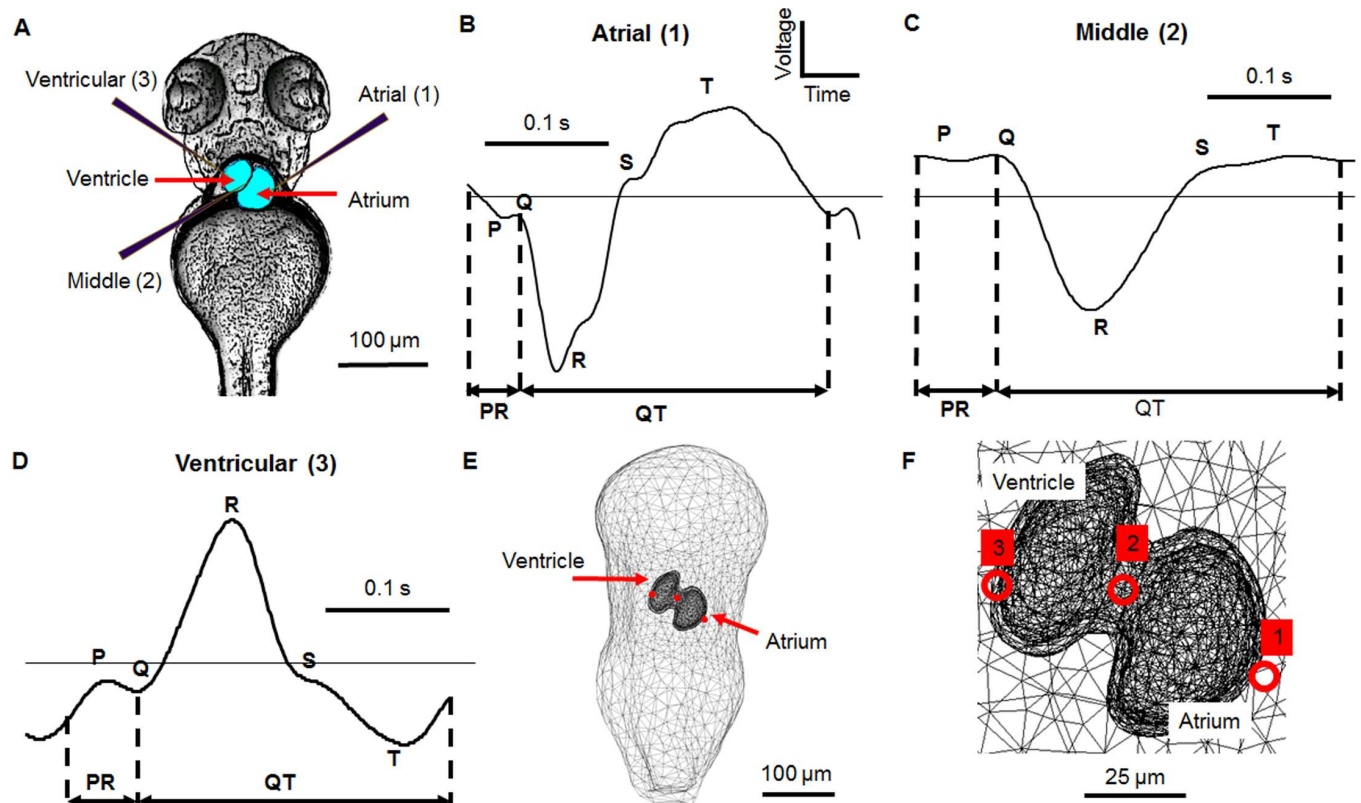 A
Ventricular (3)
Atrial (1)
Ventricle
Atrium
Middle (2)
100 µm
B
Atrial (1)
Voltage
Time
0.1 s
T
S
Q
P
R
PR
QT
C
Middle (2)
0.1 s
P
Q
S
T
R
PR
QT
D
Ventricular (3)
R
0.1 s
P
Q
S
T
PR
QT
E
Ventricle
Atrium
100 µm
F
Ventricle
3
2
1
Atrium
25 µm